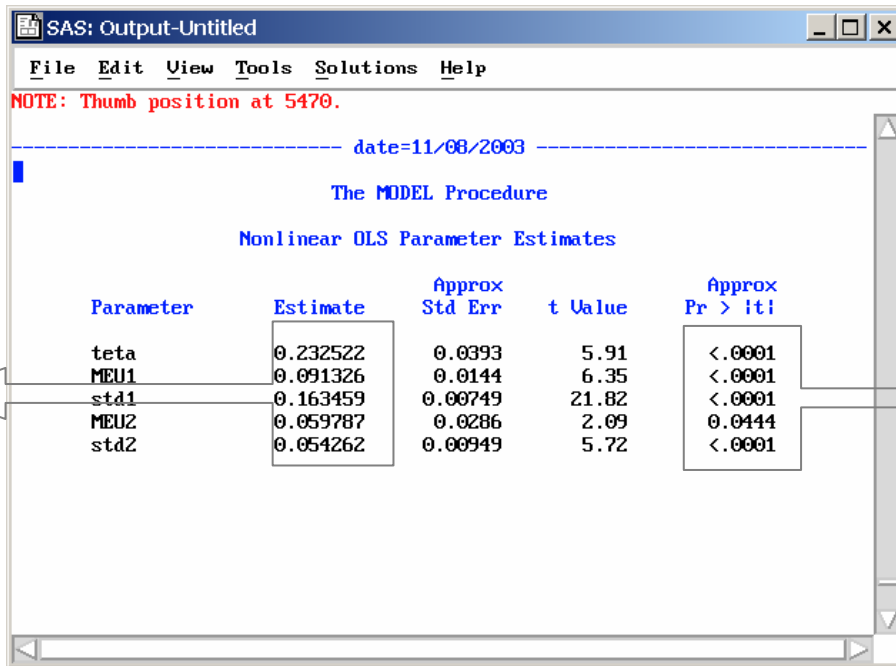 SAS: Output-Untitled
File Edit View Tools Solutions Help
NOTE: Thumb position at 5470.
date=11/08/2003
The MODEL Procedure
Nonlinear OLS Parameter Estimates
Approx Approx
Parameter Estimate Std Err t Value Pr > |t|
teta 0.232522 0.0393 5.91 <.0001
MEU1 0.091326 0.0144 6.35 <.0001
std1 0.163459 0.00749 21.82 <.0001
MEU2 0.059787 0.0286 2.09 0.0444
std2 0.054262 0.00949 5.72 <.0001